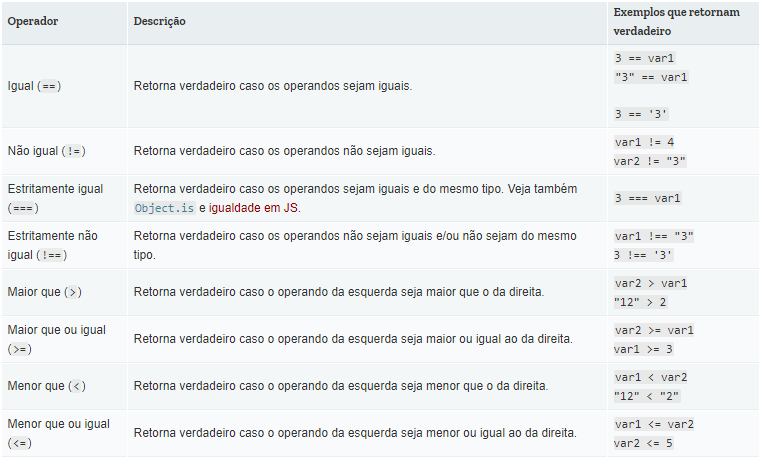 Operador Descrição Exemplos que retornam
verdadeiro
Igual (==) Retorna verdadeiro caso os operandos sejam iguais. 3 == var1
"3" == var1
3 == '3'
Não igual (!=) Retorna verdadeiro caso os operandos não sejam iguais. var1 != 4
var2 != "3"
Estritamente igual
(===) Retorna verdadeiro caso os operandos sejam iguais e do mesmo tipo. Veja também
Object.is e igualdade em JS. 3 === var1
Estritamente não
igual (!==) Retorna verdadeiro caso os operandos não sejam iguais e/ou não sejam do mesmo
tipo. var1 !== "3"
3 !== '3'
Maior que (>) Retorna verdadeiro caso o operando da esquerda seja maior que o da direita. var2 > var1
"12" > 2
Maior que ou igual
(>=) Retorna verdadeiro caso o operando da esquerda seja maior ou igual ao da direita. var2 >= var1
var1 >= 3
Menor que (<) Retorna verdadeiro caso o operando da esquerda seja menor que o da direita. var1 < var2
"12" < "2"
Menor que ou igual
(<=) Retorna verdadeiro caso o operando da esquerda seja menor ou igual ao da direita. var1 <= var2
var2 <= 5